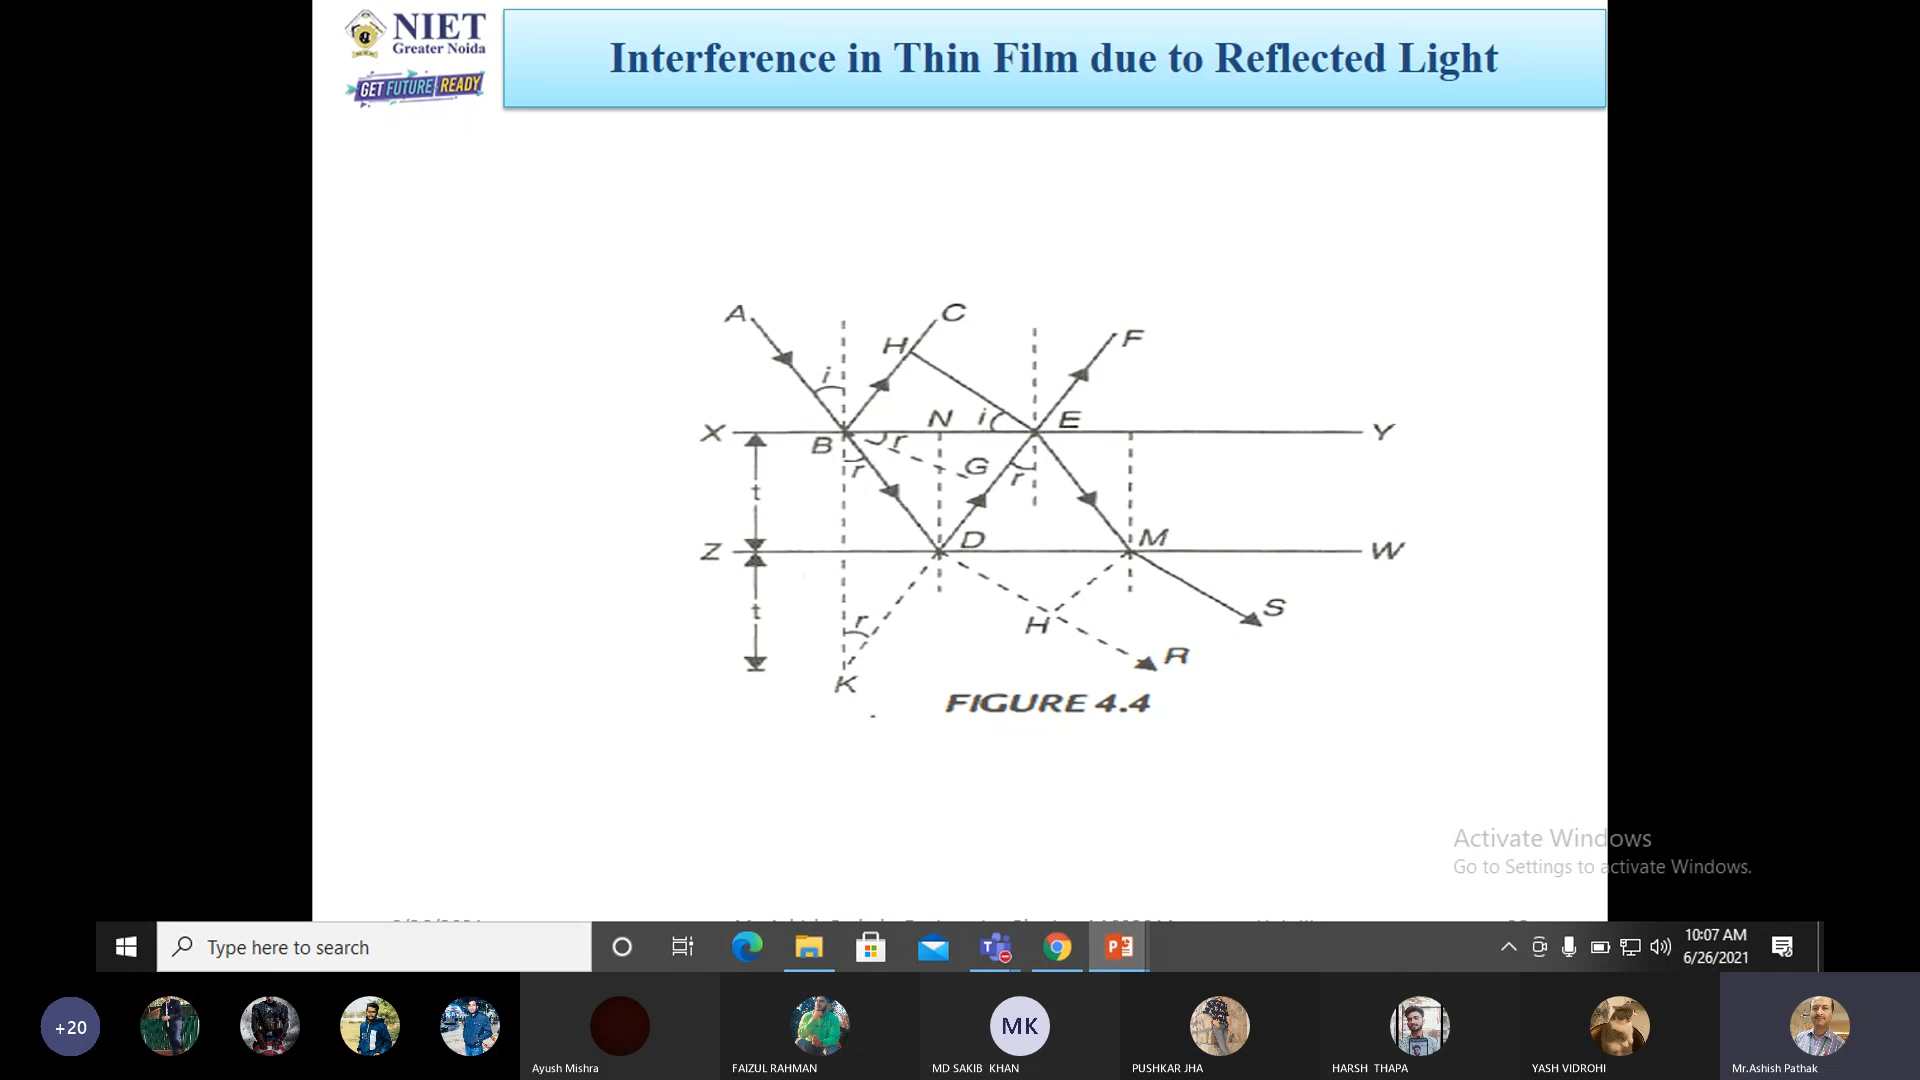 NIET
Greater Noida
GET FUTURE READY
Interference in Thin Film due to Reflected Light
A
C
H
F
i
X
B
N
i
E
Y
r
r
G
r
t
Z
D
M
W
t
r
H
S
K
R
FIGURE 4.4
Activate Windows
Go to Settings to activate Windows.
Type here to search
10:07 AM
6/26/2021
+20
MK
Ayush Mishra
FAIZUL RAHMAN
MD SAKIB KHAN
PUSHKAR JHA
HARSH THAPA
YASH VIDROHI
Mr.Ashish Pathak